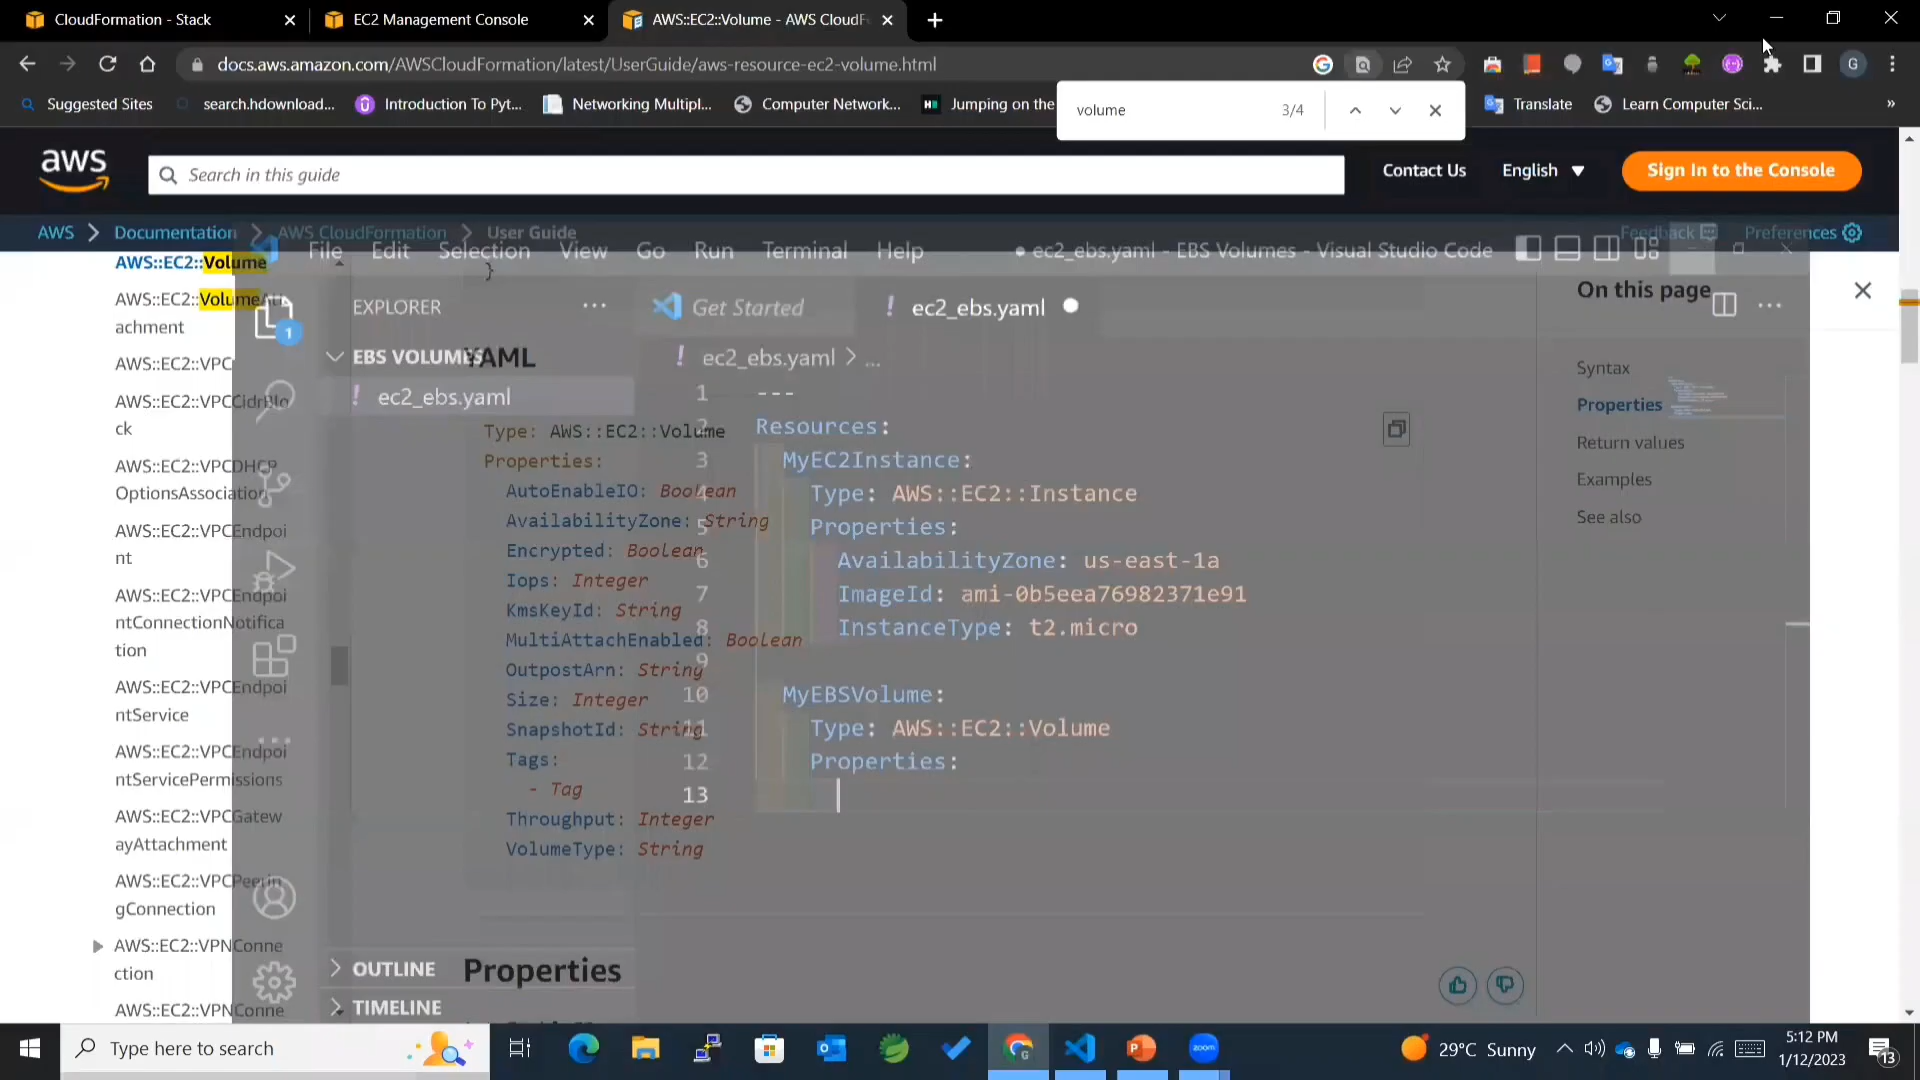 CloudFormation - Stack
EC2 Management Console
AWS::EC2::Volume - AWS CloudF
docs.aws.amazon.com/AWSCloudFormation/latest/UserGuide/aws-resource-ec2-volume.html
G
Suggested Sites
search.hdownload...
Introduction To Pyt...
Networking Multipl...
Computer Network...
Jumping on the
volume
3/4
Translate
Learn Computer Sci...
»
aws
Search in this guide
Contact Us
English
Sign In to the Console
AWS
Documentation
AWS CloudFormation
User Guide
Feedback
Preferences
File
Edit
Selection
View
Go
Run
Terminal
Help
● ec2_ebs.yaml - EBS Volumes - Visual Studio Code
AWS::EC2::Volume
AWS::EC2::VolumeAtt
achment
AWS::EC2::VPC
AWS::EC2::VPCCidrBlo
ck
AWS::EC2::VPCDHCP
OptionsAssociation
AWS::EC2::VPCEndpoi
nt
AWS::EC2::VPCEndpoi
ntConnectionNotifica
tion
AWS::EC2::VPCEndpoi
ntService
AWS::EC2::VPCEndpoi
ntServicePermissions
AWS::EC2::VPCGatew
ayAttachment
AWS::EC2::VPCPeerin
gConnection
AWS::EC2::VPNConne
ction
AWS::EC2::VPNConne
1
EXPLORER
EBS VOLUMES
ec2_ebs.yaml
OUTLINE
TIMELINE
}
YAML
Type: AWS::EC2::Volume
Properties:
AutoEnableIO: Boolean
AvailabilityZone: String
Encrypted: Boolean
Iops: Integer
KmsKeyId: String
MultiAttachEnabled: Boolean
OutpostArn: String
Size: Integer
SnapshotId: String
Tags:
- Tag
Throughput: Integer
VolumeType: String
Properties
Get Started
! ec2_ebs.yaml
! ec2_ebs.yaml > ...
1 ---
2 Resources:
3 MyEC2Instance:
4 Type: AWS::EC2::Instance
5 Properties:
6 AvailabilityZone: us-east-1a
7 ImageId: ami-0b5eea76982371e91
8 InstanceType: t2.micro
9
10 MyEBSVolume:
11 Type: AWS::EC2::Volume
12 Properties:
13
On this page
Syntax
Properties
Return values
Examples
See also
Type here to search
zoom
29°C Sunny
5:12 PM
1/12/2023
13